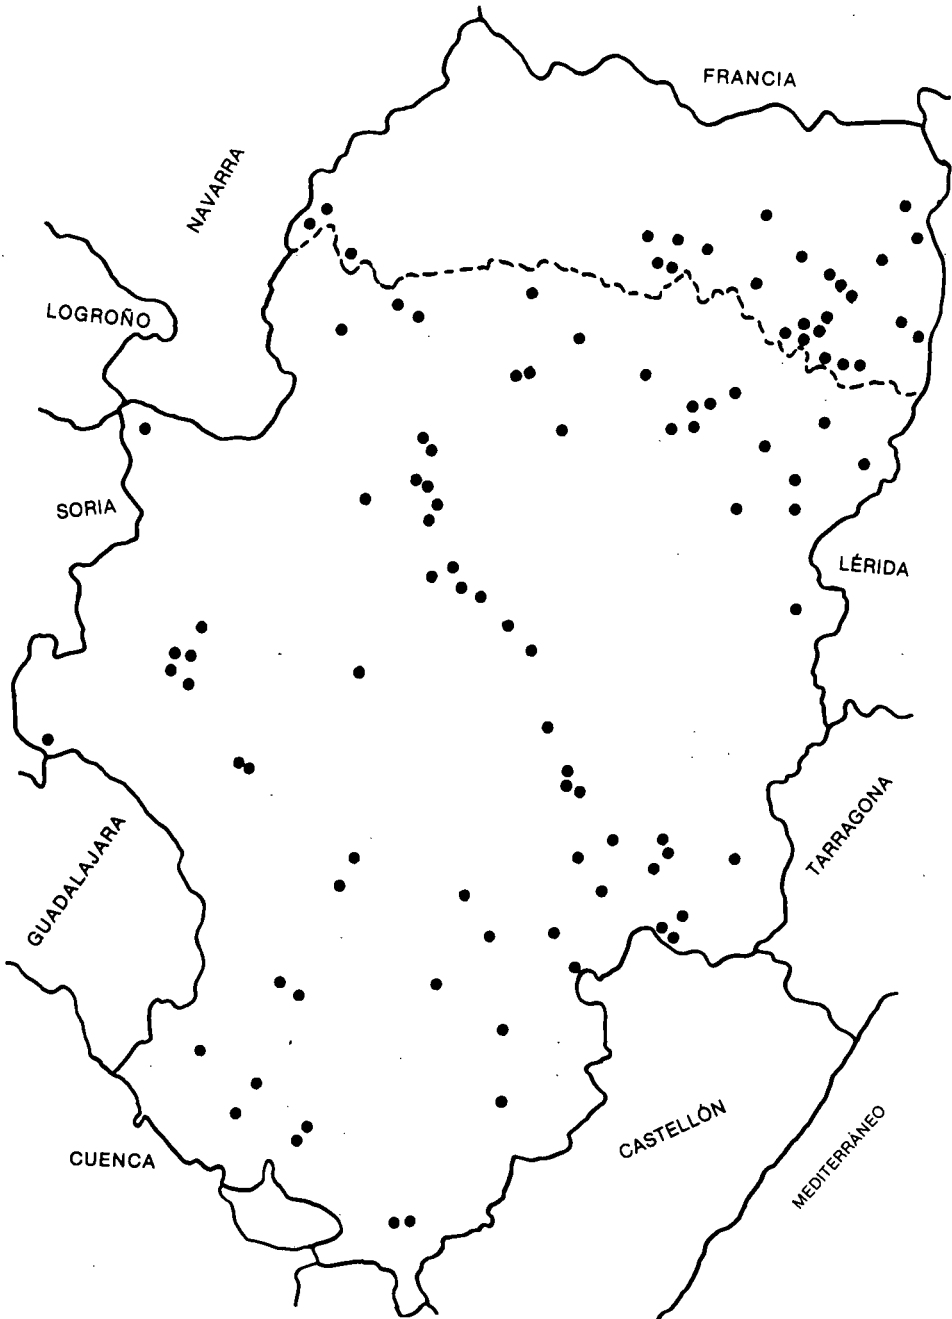 FRANCIA
NAVARRA
LOGROÑO
SORIA
LÉRIDA
TARRAGONA
GUADALAJARA
CASTELLÓN
MEDITERRÁNEO
CUENCA